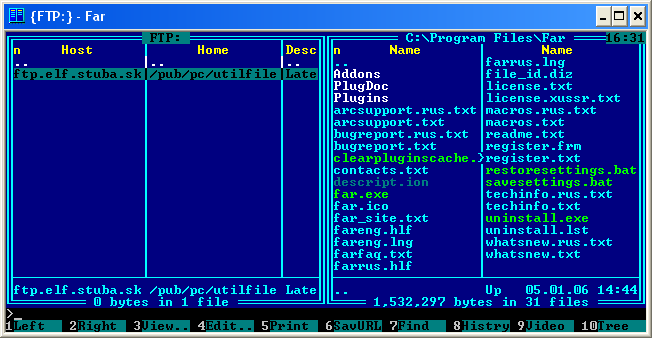 {FTP:} - Far
FTP:
n Host Home Desc
.. ..
ftp.elf.stuba.sk /pub/pc/utilfile Late
ftp.elf.stuba.sk /pub/pc/utilfile Late
0 bytes in 1 file
C:\Program Files\Far 16:31
n Name Name
.. farrus.lng
Addons file_id.diz
PlugDoc license.txt
Plugins license.xussr.txt
arcsupport.rus.txt macros.rus.txt
arcsupport.txt macros.txt
bugreport.rus.txt readme.txt
bugreport.txt register.frm
clearpluginscache.} register.txt
contacts.txt restoresettings.bat
descript.ion savesettings.bat
far.exe techinfo.rus.txt
far.ico techinfo.txt
far_site.txt uninstall.exe
fareng.hlf uninstall.lst
fareng.lng whatsnew.rus.txt
farfaq.txt whatsnew.txt
farrus.hlf
.. Up 05.01.06 14:44
1,532,297 bytes in 31 files
>_
1Left 2Right 3View.. 4Edit.. 5Print 6SavURL 7Find 8Histry 9Video 10Tree